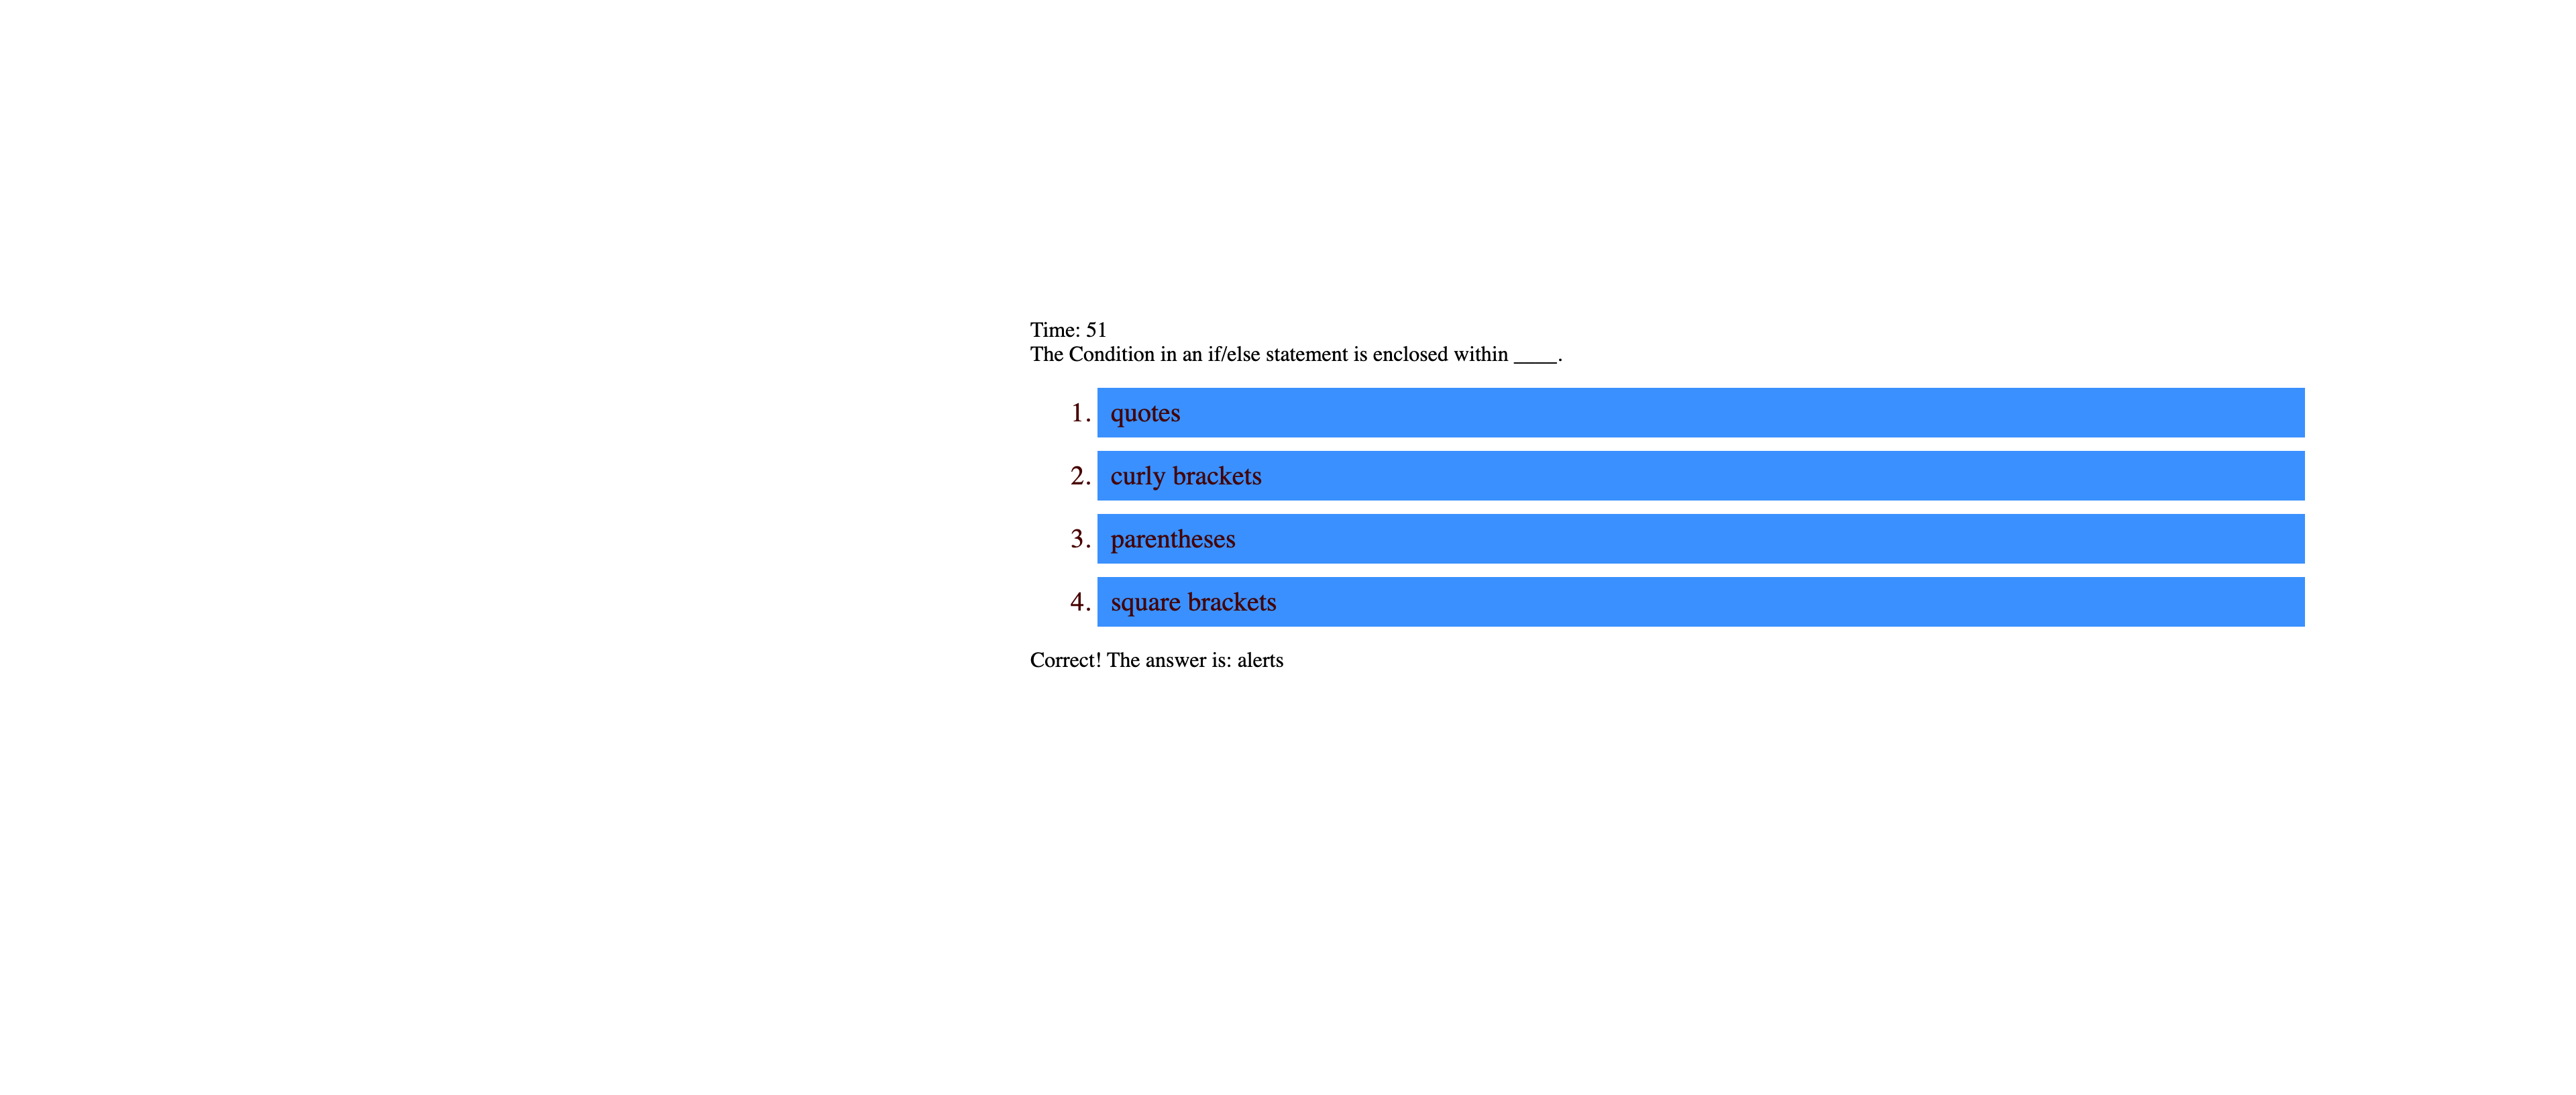 Time: 51
The Condition in an if/else statement is enclosed within ____.
1. quotes
2. curly brackets
3. parentheses
4. square brackets
Correct! The answer is: alerts